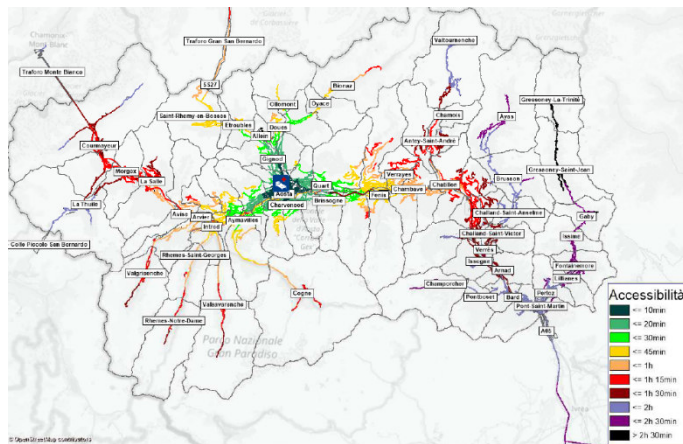 Chamonix
Mont Blanc
Traforo Gran San Bernardo
Traforo Monte Bianco
SS27
Valtournenche
Bionaz
Ollomont
Oyace
Saint-Rhemy-en-Bosses
Etroubles
Doues
Allein
Gignod
Chamois
Ayas
Gressoney-La-Trinité
Courmayeur
Morgex
La Salle
Antey-Saint-André
Verrayes
Quart
Aosta
Charvensod
Brissogne
Fenis
Chambave
Chatillon
Brusson
Gressoney-Saint-Jean
La Thuile
Avise
Arvier
Aymavilles
Introd
Challand-Saint-Anselme
Gaby
Colle Piccolo San Bernardo
Rhemes-Saint-Georges
Challand-Saint-Victor
Issime
Verrès
Issogne
Valgrisenche
Fontainemore
Arnad
Lillianes
Cogne
Champorcher
Perloz
Valsavarenche
Pontboset
Bard
Pont-Saint-Martin
Rhemes-Notre-Dame
A05
Parco Nazionale
Gran Paradiso
Accessibilità
<= 10min
<= 20min
<= 30min
<= 45min
<= 1h
<= 1h 15min
<= 1h 30min
<= 2h
<= 2h 30min
> 2h 30min
© OpenStreetMap contributors